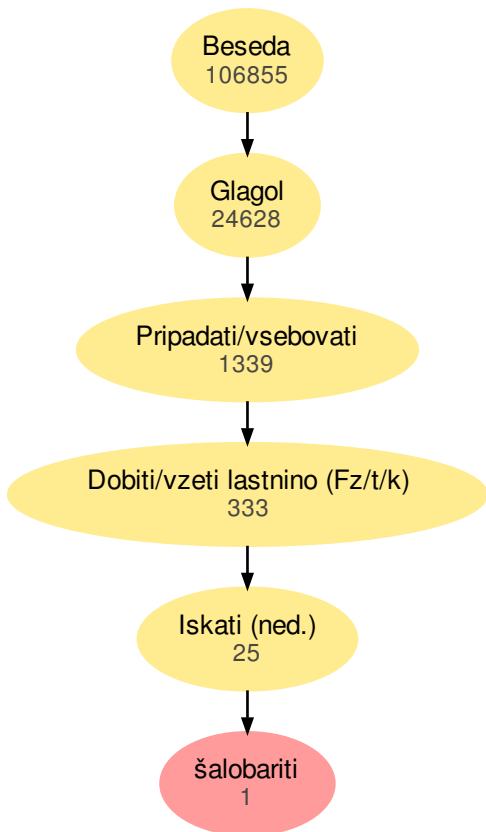 Beseda
106855
Glagol
24628
Pripadati/vsebovati
1339
Dobiti/vzeti lastnino (Fz/t/k)
333
Iskati (ned.)
25
šalobariti
1